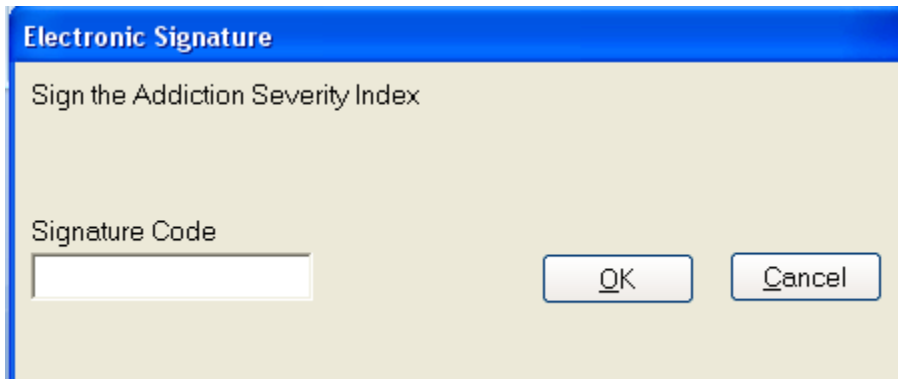 Electronic Signature
Sign the Addiction Severity Index
Signature Code
OK
Cancel